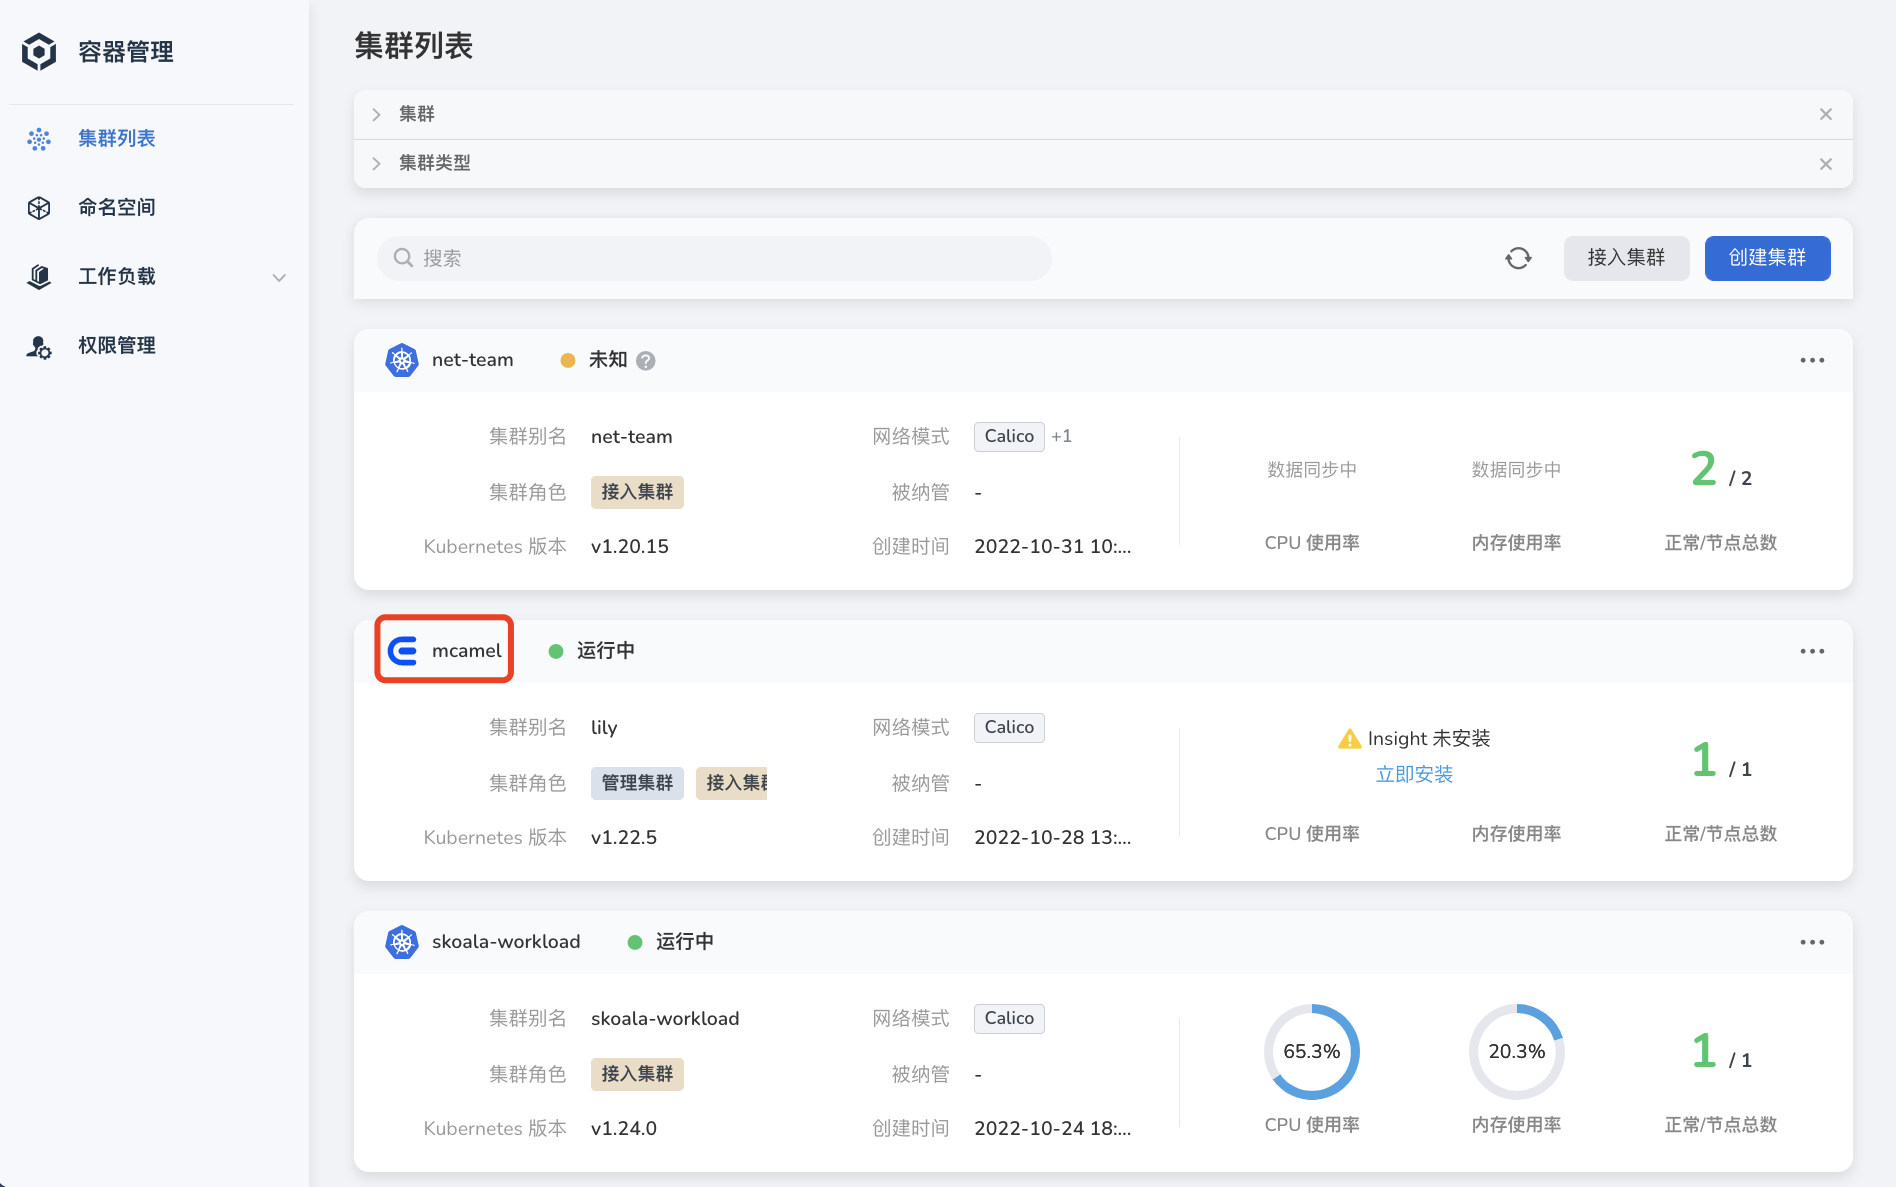 容器管理
集群列表
命名空间
工作负载
权限管理
集群列表
集群
集群类型
搜索
接入集群
创建集群
net-team 未知
集群别名 net-team 网络模式 Calico +1
数据同步中 数据同步中 2 / 2
集群角色 接入集群 被纳管 -
Kubernetes 版本 v1.20.15 创建时间 2022-10-31 10:...
CPU 使用率 内存使用率 正常/节点总数
mcamel 运行中
集群别名 lily 网络模式 Calico
Insight 未安装
立即安装
1 / 1
集群角色 管理集群 接入集群 被纳管 -
Kubernetes 版本 v1.22.5 创建时间 2022-10-28 13:...
CPU 使用率 内存使用率 正常/节点总数
skoala-workload 运行中
集群别名 skoala-workload 网络模式 Calico
65.3% 20.3% 1 / 1
集群角色 接入集群 被纳管 -
Kubernetes 版本 v1.24.0 创建时间 2022-10-24 18:...
CPU 使用率 内存使用率 正常/节点总数